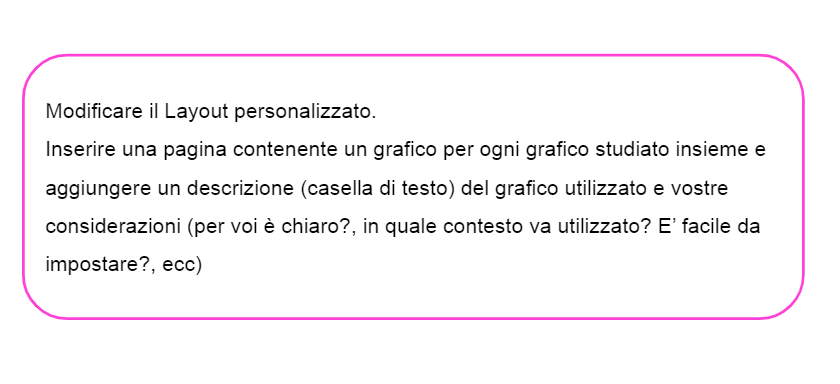 Modificare il Layout personalizzato.
Inserire una pagina contenente un grafico per ogni grafico studiato insieme e
aggiungere un descrizione (casella di testo) del grafico utilizzato e vostre
considerazioni (per voi è chiaro?, in quale contesto va utilizzato? E’ facile da
impostare?, ecc)